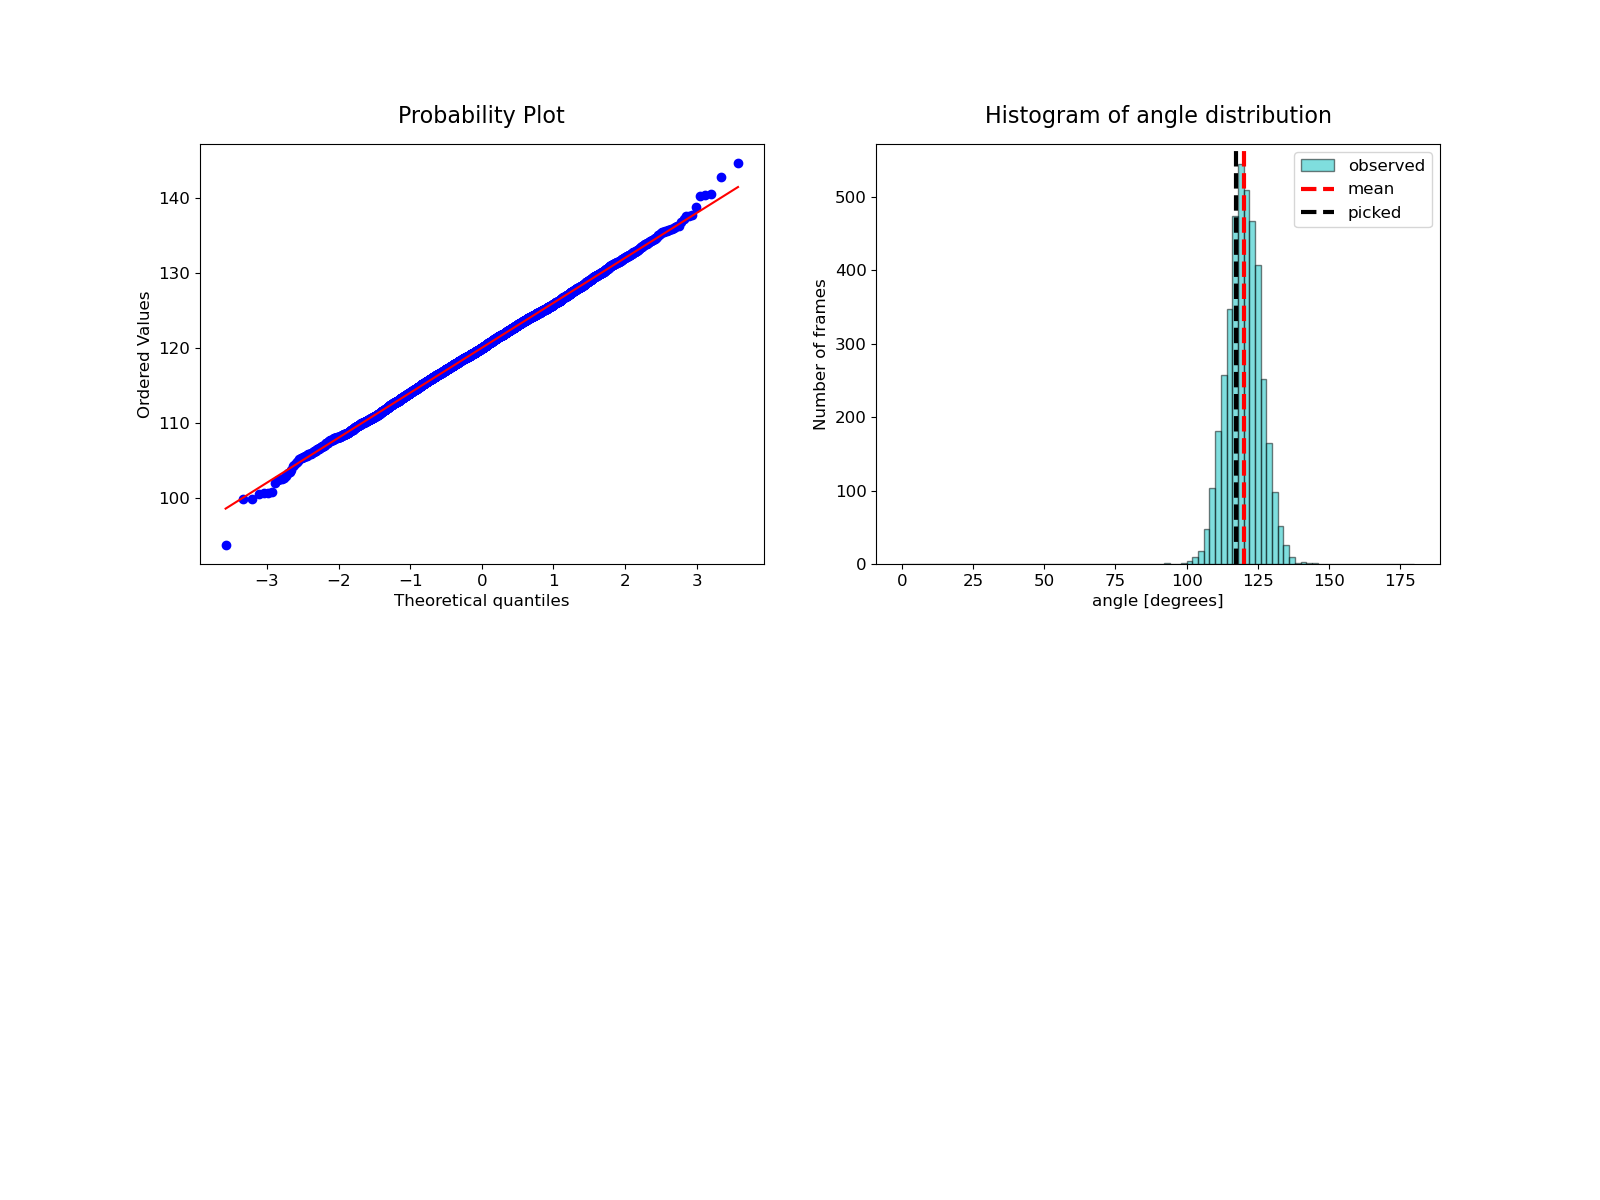 Probability Plot
Ordered Values
140
130
120
110
100
−3 −2 −1 0 1 2 3
Theoretical quantiles
Histogram of angle distribution
Number of frames
500
400
300
200
100
0
0 25 50 75 100 125 150 175
angle [degrees]
observed
mean
picked